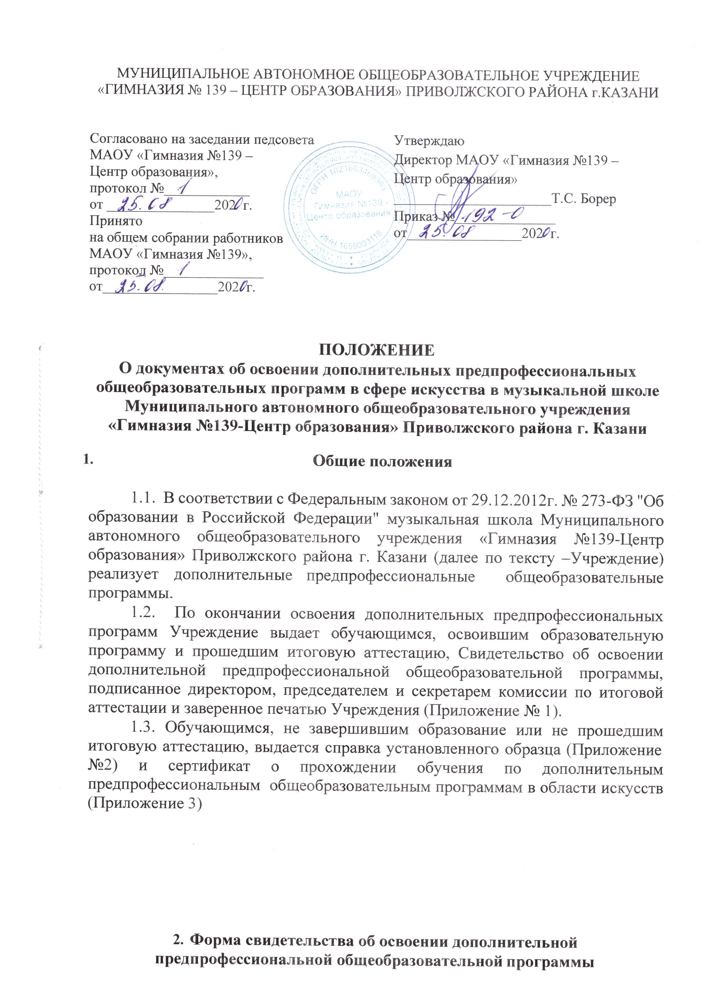 МУНИЦИПАЛЬНОЕ АВТОНОМНОЕ ОБЩЕОБРАЗОВАТЕЛЬНОЕ УЧРЕЖДЕНИЕ
«ГИМНАЗИЯ № 139 – ЦЕНТР ОБРАЗОВАНИЯ» ПРИВОЛЖСКОГО РАЙОНА г.КАЗАНИ
Согласовано на заседании педсовета
МАОУ «Гимназия №139 –
Центр образования»,
протокол № 1
от 25.08 2020г.
Принято
на общем собрании работников
МАОУ «Гимназия №139»,
протокол № 1
от 25.08. 2020г.
ОГРН 1021603469369
МАОУ
"Гимназия №139 -
Центр образования
ИНН 1659003118
Утверждаю
Директор МАОУ «Гимназия №139 –
Центр образования»
Т.С. Борер
Приказ № 192-О
от 25.08 2020г.
ПОЛОЖЕНИЕ
О документах об освоении дополнительных предпрофессиональных
общеобразовательных программ в сфере искусства в музыкальной школе
Муниципального автономного общеобразовательного учреждения
«Гимназия №139-Центр образования» Приволжского района г. Казани
1. Общие положения
1.1. В соответствии с Федеральным законом от 29.12.2012г. № 273-ФЗ "Об
образовании в Российской Федерации" музыкальная школа Муниципального
автономного общеобразовательного учреждения «Гимназия №139-Центр
образования» Приволжского района г. Казани (далее по тексту –Учреждение)
реализует дополнительные предпрофессиональные общеобразовательные
программы.
1.2. По окончании освоения дополнительных предпрофессиональных
программ Учреждение выдает обучающимся, освоившим образовательную
программу и прошедшим итоговую аттестацию, Свидетельство об освоении
дополнительной предпрофессиональной общеобразовательной программы,
подписанное директором, председателем и секретарем комиссии по итоговой
аттестации и заверенное печатью Учреждения (Приложение № 1).
1.3. Обучающимся, не завершившим образование или не прошедшим
итоговую аттестацию, выдается справка установленного образца (Приложение
№2) и сертификат о прохождении обучения по дополнительным
предпрофессиональным общеобразовательным программам в области искусств
(Приложение 3)
2. Форма свидетельства об освоении дополнительной
предпрофессиональной общеобразовательной программы